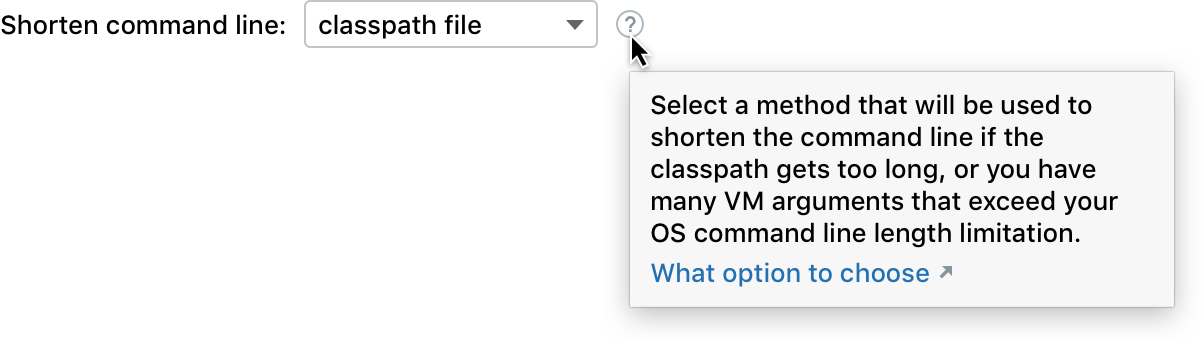 Shorten command line: classpath file ?
Select a method that will be used to
shorten the command line if the
classpath gets too long, or you have
many VM arguments that exceed your
OS command line length limitation.
What option to choose